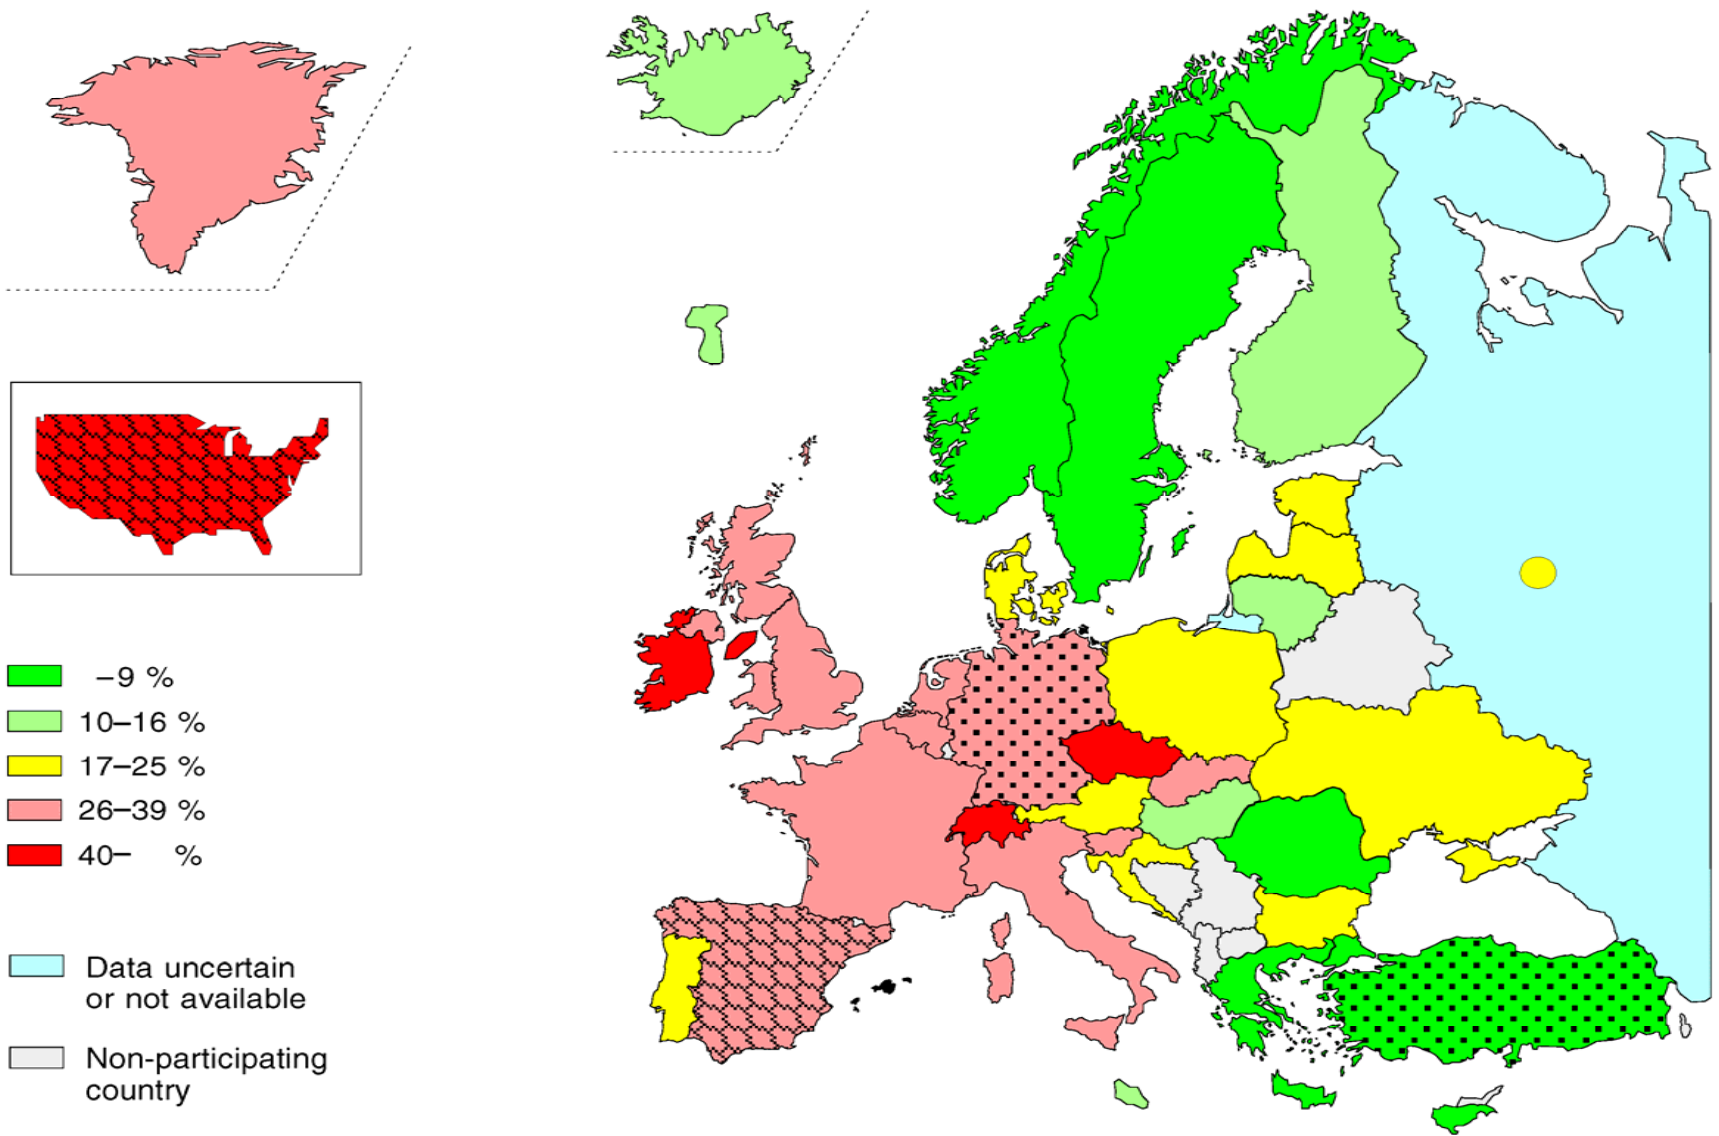 −9 %
10−16 %
17−25 %
26−39 %
40− %
Data uncertain
or not available
Non-participating
country